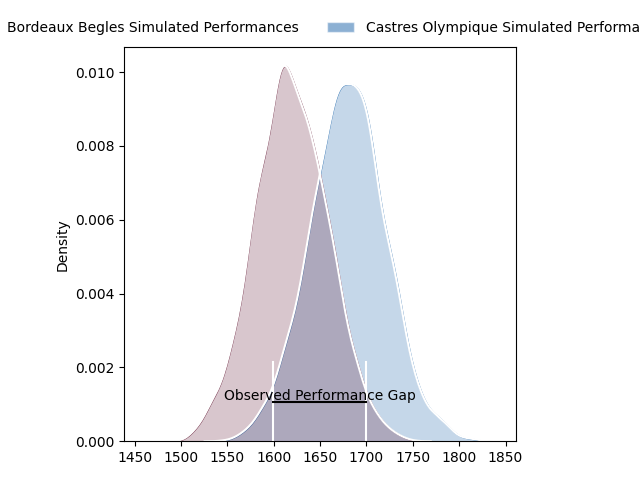 Bordeaux Begles Simulated Performances
Castres Olympique Simulated Performa
0.010
0.008
0.006
0.004
0.002
0.000
Density
Observed Performance Gap
1450 1500 1550 1600 1650 1700 1750 1800 1850